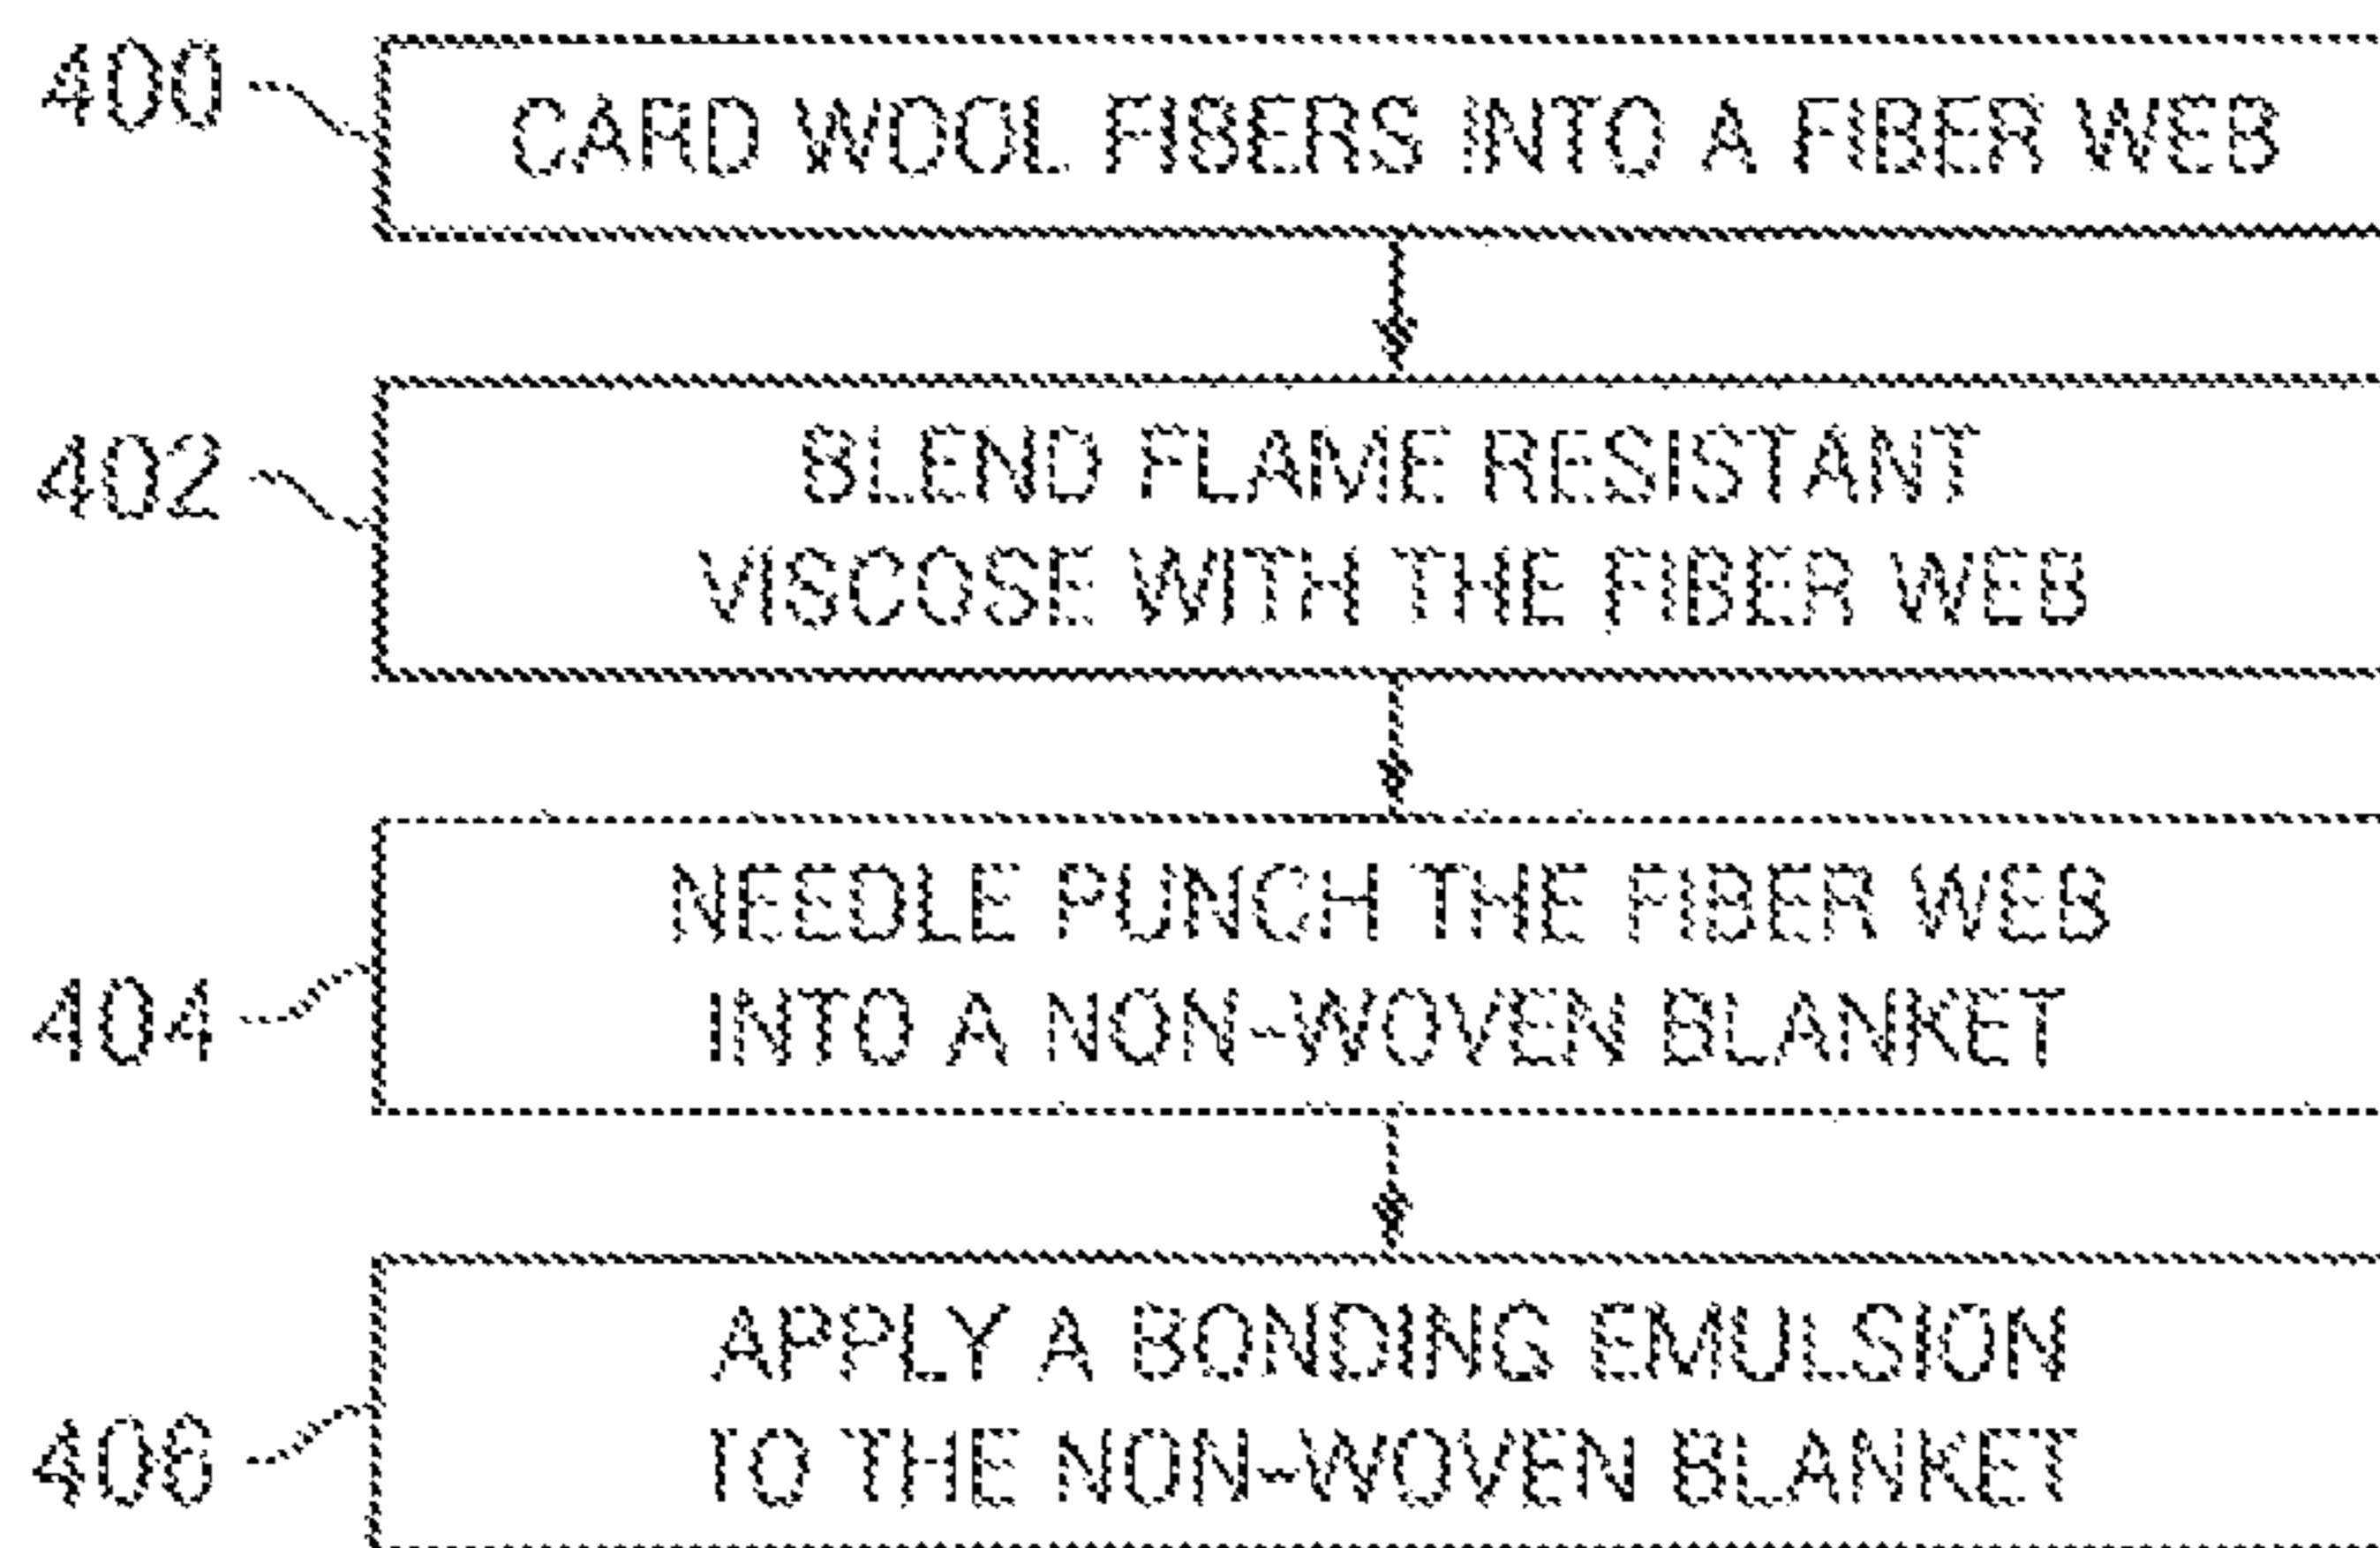 400
CARD WOOL FIBERS INTO A FIBER WEB
402
BLEND FLAME RESISTANT
VISCOSE WITH THE FIBER WEB
404
NEEDLE PUNCH THE FIBER WEB
INTO A NON-WOVEN BLANKET
406
APPLY A BONDING EMULSION
TO THE NON-WOVEN BLANKET